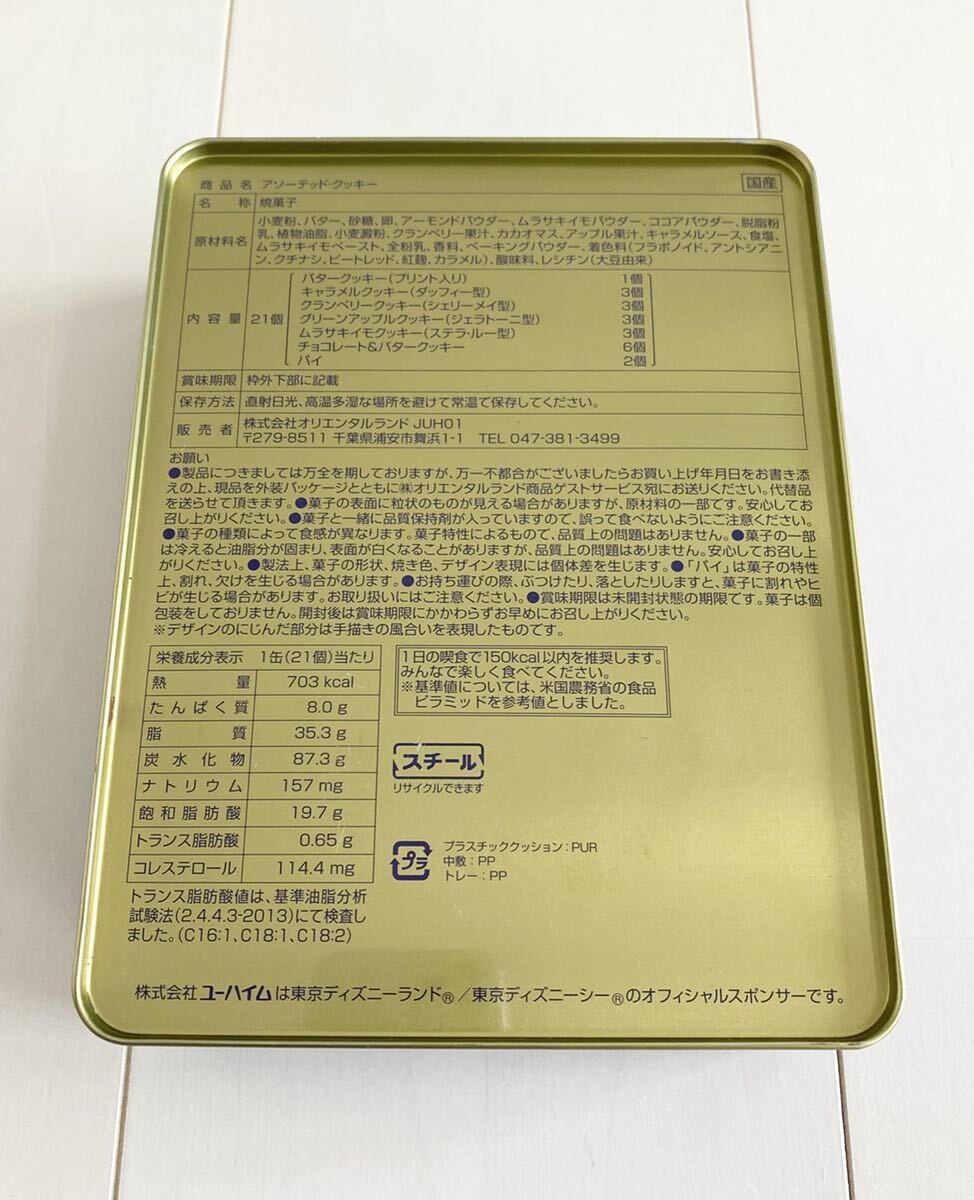 商品名 アソーテッド・クッキー 国産
名称 焼菓子
原材料名 小麦粉、バター、砂糖、卵、アーモンドパウダー、ムラサキイモパウダー、ココアパウダー、脱脂粉
乳、植物油脂、小麦澱粉、クランベリー果汁、カカオマス、アップル果汁、キャラメルソース、食塩、
ムラサキイモペースト、全粉乳、香料、ベーキングパウダー、着色料(フラボノイド、アントシアニ
ン、クチナシ、ビートレッド、紅麹、カラメル)、酸味料、レシチン(大豆由来)
内容量 21個
バタークッキー(プリント入り) 1個
キャラメルクッキー(ダッフィー型) 3個
クランベリークッキー(シェリーメイ型) 3個
グリーンアップルクッキー(ジェラトーニ型) 3個
ムラサキイモクッキー(ステラ・ルー型) 3個
チョコレート&バタークッキー 6個
パイ 2個
賞味期限 枠外下部に記載
保存方法 直射日光、高温多湿な場所を避けて常温で保存してください。
販売者 株式会社オリエンタルランド JUH01
〒279-8511 千葉県浦安市舞浜1-1 TEL 047-381-3499
お願い
●製品につきましては万全を期しておりますが、万一不都合がございましたらお買い上げ年月日をお書き添
えの上、現品を外装パッケージとともに㈱オリエンタルランド商品ゲストサービス宛にお送りください。代替品
を送らせて頂きます。●菓子の表面に粒状のものが見える場合がありますが、原材料の一部です。安心してお
召し上がりください。●菓子と一緒に品質保持剤が入っていますので、誤って食べないようにご注意ください。
●菓子の種類によって食感が異なります。菓子特性によるもので、品質上の問題はありません。●菓子の一部
は冷えると油脂分が固まり、表面が白くなることがありますが、品質上の問題はありません。安心してお召し上
がりください。●製法上、菓子の形状、焼き色、デザイン表現には個体差を生じます。●「パイ」は菓子の特性
上、割れ、欠けを生じる場合があります。●お持ち運びの際、ぶつけたり、落としたりしますと、菓子に割れやヒ
ビが生じる場合があります。お取り扱いにはご注意ください。●賞味期限は未開封状態の期限です。菓子は個
包装をしておりません。開封後は賞味期限にかかわらずお早めにお召し上がりください。
※デザインのにじんだ部分は手描きの風合いを表現したものです。
栄養成分表示 1缶(21個)当たり
熱量 703 kcal
たんぱく質 8.0 g
脂質 35.3 g
炭水化物 87.3 g
ナトリウム 157 mg
飽和脂肪酸 19.7 g
トランス脂肪酸 0.65 g
コレステロール 114.4 mg
トランス脂肪酸値は、基準油脂分析
試験法(2.4.4.3-2013)にて検査し
ました。(C16:1、C18:1、C18:2)
1日の喫食で150kcal以内を推奨します。
みんなで楽しく食べてください。
※基準値については、米国農務省の食品
ピラミッドを参考値としました。
スチール
リサイクルできます
プラ
プラスチッククッション:PUR
中敷:PP
トレー:PP
株式会社 ユーハイムは東京ディズニーランド®/東京ディズニーシー®のオフィシャルスポンサーです。